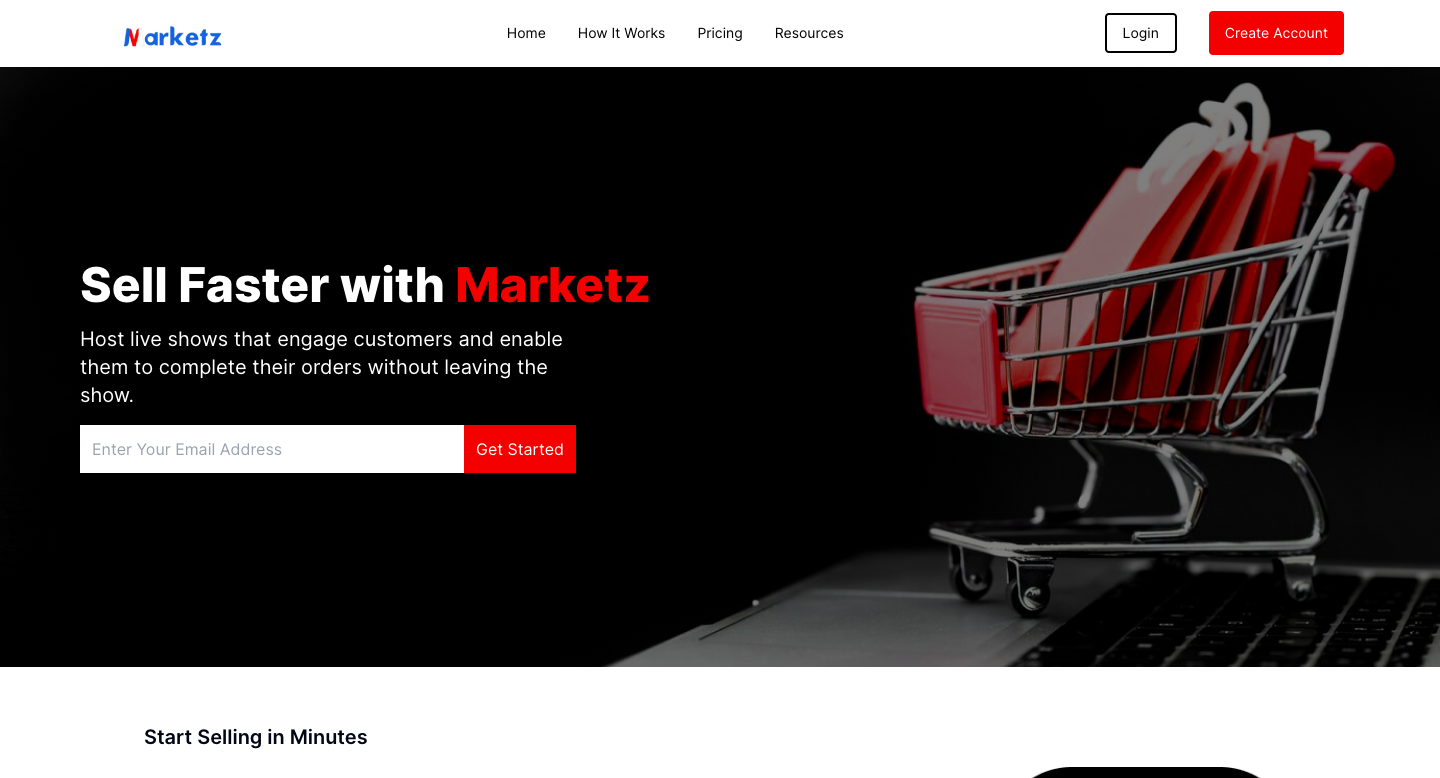 Marketz
Home
How It Works
Pricing
Resources
Login
Create Account
Sell Faster with Marketz
Host live shows that engage customers and enable
them to complete their orders without leaving the
show.
Enter Your Email Address
Get Started
Start Selling in Minutes